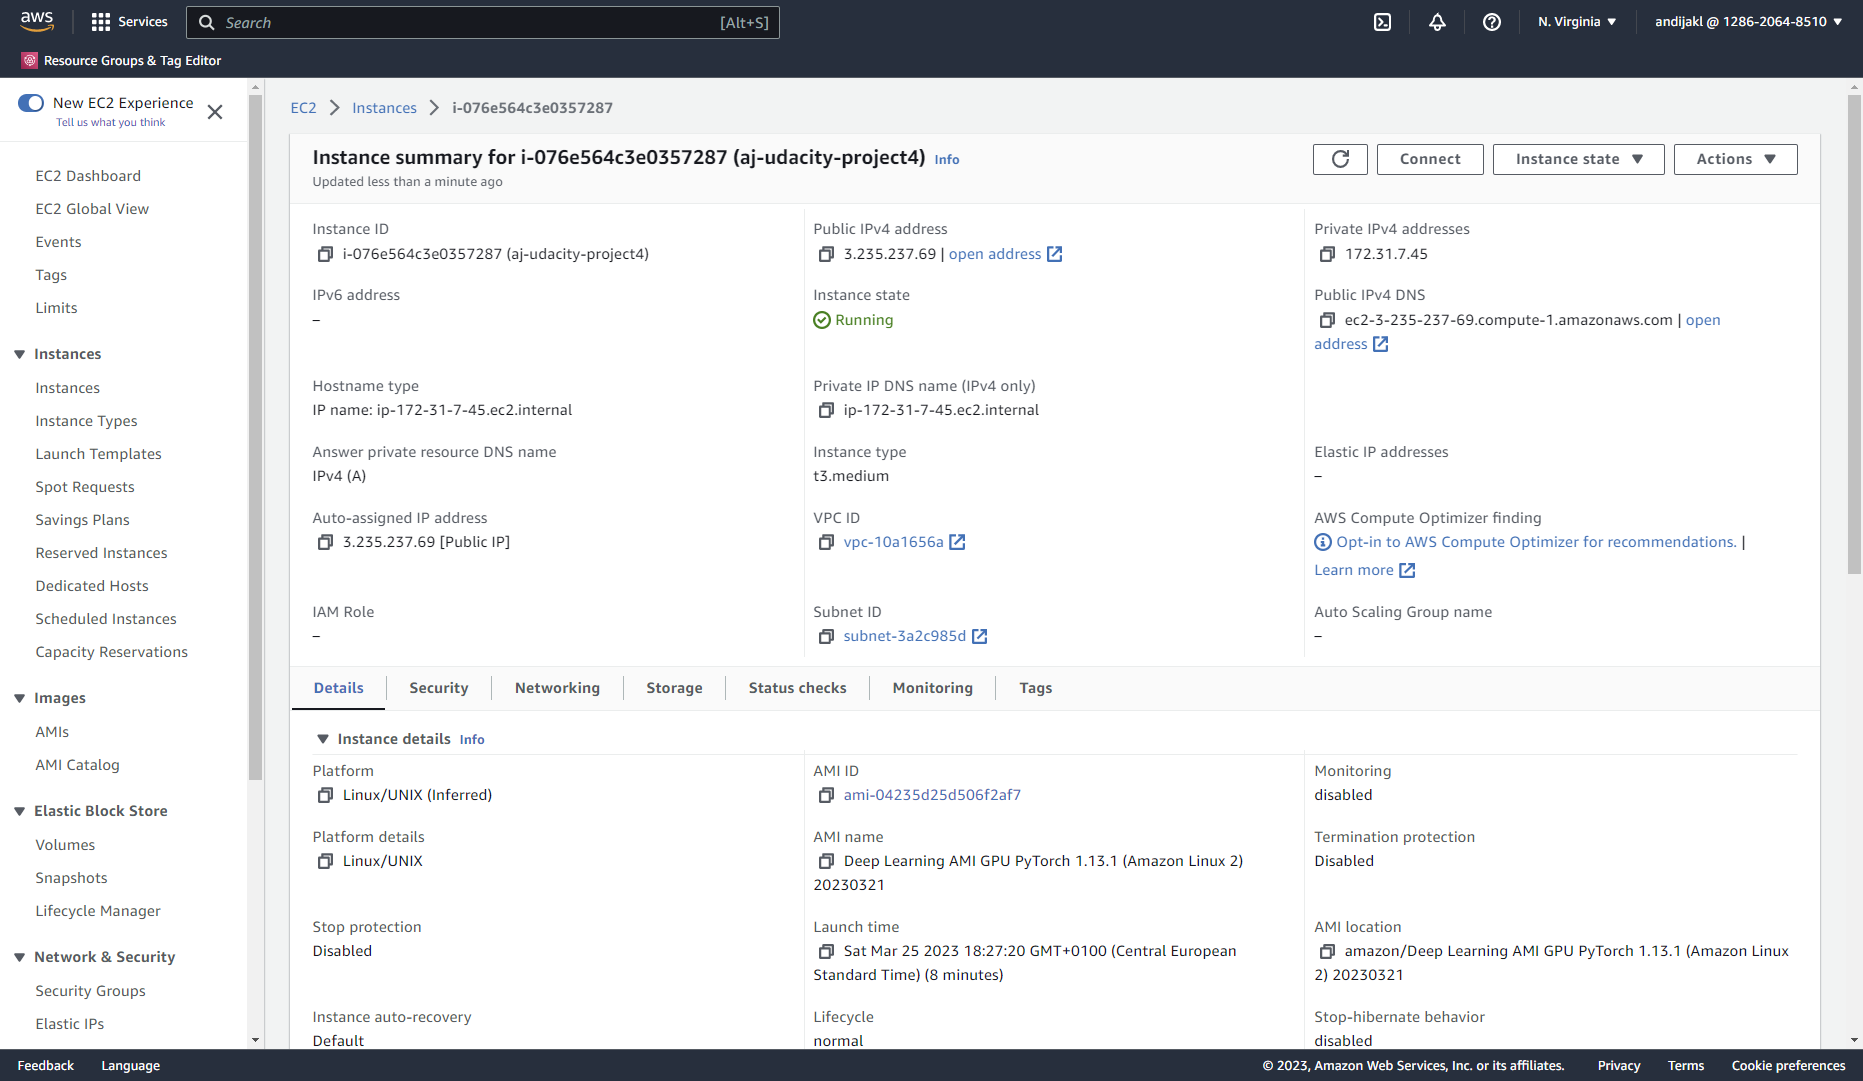 aws
Services
Search [Alt+S]
N. Virginia
andijakl @ 1286-2064-8510
Resource Groups & Tag Editor
New EC2 Experience
Tell us what you think
EC2 Dashboard
EC2 Global View
Events
Tags
Limits
Instances
Instances
Instance Types
Launch Templates
Spot Requests
Savings Plans
Reserved Instances
Dedicated Hosts
Scheduled Instances
Capacity Reservations
Images
AMIs
AMI Catalog
Elastic Block Store
Volumes
Snapshots
Lifecycle Manager
Network & Security
Security Groups
Elastic IPs
EC2 > Instances > i-076e564c3e0357287
Instance summary for i-076e564c3e0357287 (aj-udacity-project4) Info
Updated less than a minute ago
Connect
Instance state
Actions
Instance ID
i-076e564c3e0357287 (aj-udacity-project4)
Public IPv4 address
3.235.237.69 | open address
Private IPv4 addresses
172.31.7.45
IPv6 address
–
Instance state
Running
Public IPv4 DNS
ec2-3-235-237-69.compute-1.amazonaws.com | open
address
Hostname type
IP name: ip-172-31-7-45.ec2.internal
Private IP DNS name (IPv4 only)
ip-172-31-7-45.ec2.internal
Answer private resource DNS name
IPv4 (A)
Instance type
t3.medium
Elastic IP addresses
–
Auto-assigned IP address
3.235.237.69 [Public IP]
VPC ID
vpc-10a1656a
AWS Compute Optimizer finding
Opt-in to AWS Compute Optimizer for recommendations. |
Learn more
IAM Role
–
Subnet ID
subnet-3a2c985d
Auto Scaling Group name
–
Details
Security
Networking
Storage
Status checks
Monitoring
Tags
Instance details Info
Platform
Linux/UNIX (Inferred)
AMI ID
ami-04235d25d506f2af7
Monitoring
disabled
Platform details
Linux/UNIX
AMI name
Deep Learning AMI GPU PyTorch 1.13.1 (Amazon Linux 2)
20230321
Termination protection
Disabled
Stop protection
Disabled
Launch time
Sat Mar 25 2023 18:27:20 GMT+0100 (Central European
Standard Time) (8 minutes)
AMI location
amazon/Deep Learning AMI GPU PyTorch 1.13.1 (Amazon Linux
2) 20230321
Instance auto-recovery
Default
Lifecycle
normal
Stop-hibernate behavior
disabled
Feedback
Language
© 2023, Amazon Web Services, Inc. or its affiliates.
Privacy
Terms
Cookie preferences